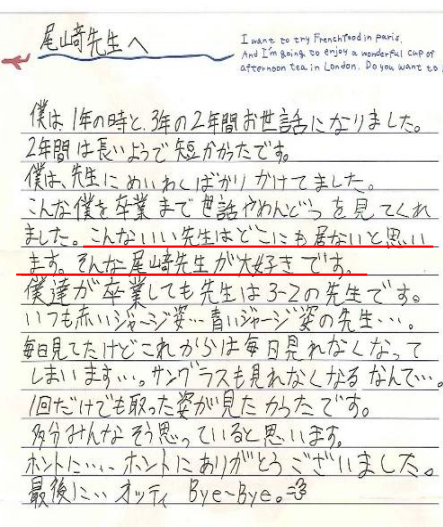 尾山奇先生へ
I want to try French food in paris.
And I'm going to enjoy a wonderful cup of
afternoon tea in London. Do you want to
僕は、1年の時と、3年の2年間お世話になりました。
2年間は長いようで短かかったです。
僕は、先生にめいわくばかりかけてました。
こんな僕を卒業まで世話やめんどうを見てくれ
ました。こんないい先生はどこにも居ないと思い
ます。そんな尾山奇先生が大好きです。
僕達が卒業しても先生は3-2の先生です。
いつも赤いジャージ姿…青いジャージ姿の先生…。
毎日見てたけどこれからは毎日見れなくなって
しまいます…。サングラスも見れなくなるなんて…。
1回だけでも取った姿が見たかったです。
多分みんなそう思っていると思います。
ホントに…、ホントにありがとうございました。
最後に… オッティ Bye-Bye。